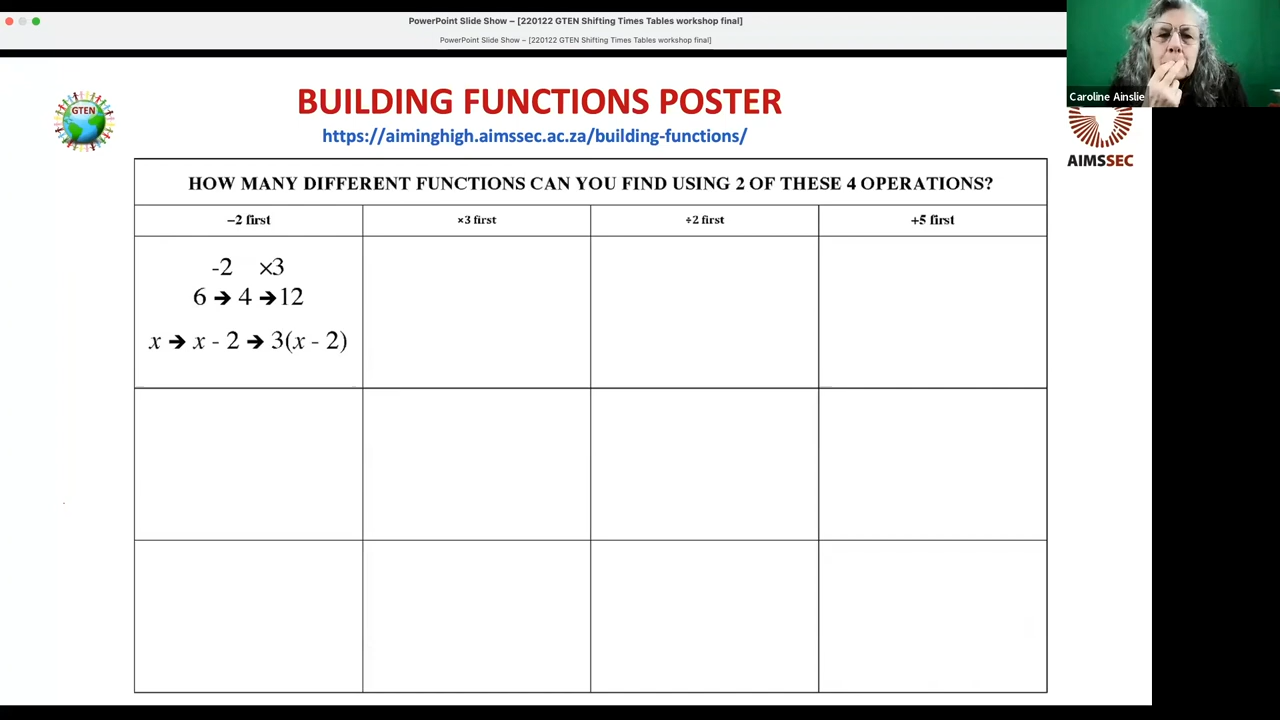 PowerPoint Slide Show – [220122 GTEN Shifting Times Tables workshop final]
PowerPoint Slide Show – [220122 GTEN Shifting Times Tables workshop final]
Caroline Ainslie
GTEN
BUILDING FUNCTIONS POSTER
https://aiminghigh.aimssec.ac.za/building-functions/
AIMSSEC
HOW MANY DIFFERENT FUNCTIONS CAN YOU FIND USING 2 OF THESE 4 OPERATIONS?
–2 first
×3 first
÷2 first
+5 first
-2 ×3
6 ➔ 4 ➔12
x ➔ x - 2 ➔ 3(x - 2)